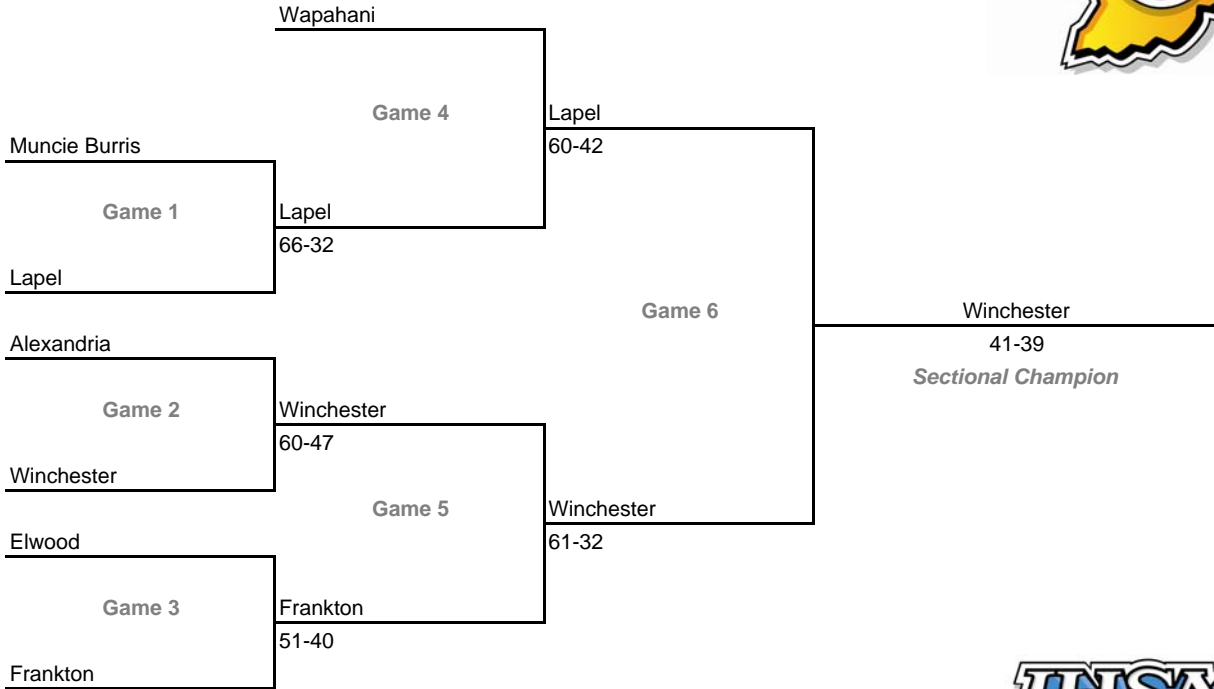 Wapahani
Game 4
Lapel
60-42
Muncie Burris
Game 1
Lapel
66-32
Lapel
Game 6
Winchester
41-39
Sectional Champion
Alexandria
Game 2
Winchester
60-47
Winchester
Game 5
Winchester
61-32
Elwood
Game 3
Frankton
51-40
Frankton